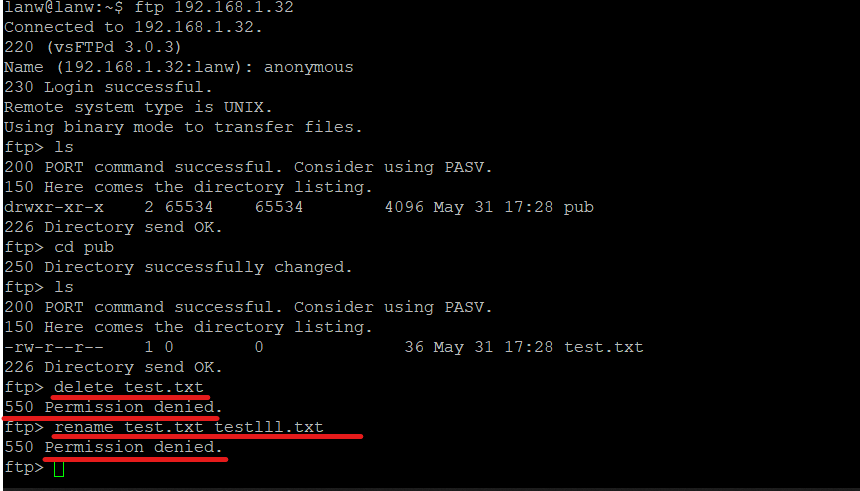 lanw@lanw:~$ ftp 192.168.1.32
Connected to 192.168.1.32.
220 (vsFTPd 3.0.3)
Name (192.168.1.32:lanw): anonymous
230 Login successful.
Remote system type is UNIX.
Using binary mode to transfer files.
ftp> ls
200 PORT command successful. Consider using PASV.
150 Here comes the directory listing.
drwxr-xr-x    2 65534    65534        4096 May 31 17:28 pub
226 Directory send OK.
ftp> cd pub
250 Directory successfully changed.
ftp> ls
200 PORT command successful. Consider using PASV.
150 Here comes the directory listing.
-rw-r--r--    1 0        0              36 May 31 17:28 test.txt
226 Directory send OK.
ftp> delete test.txt
550 Permission denied.
ftp> rename test.txt testlll.txt
550 Permission denied.
ftp>